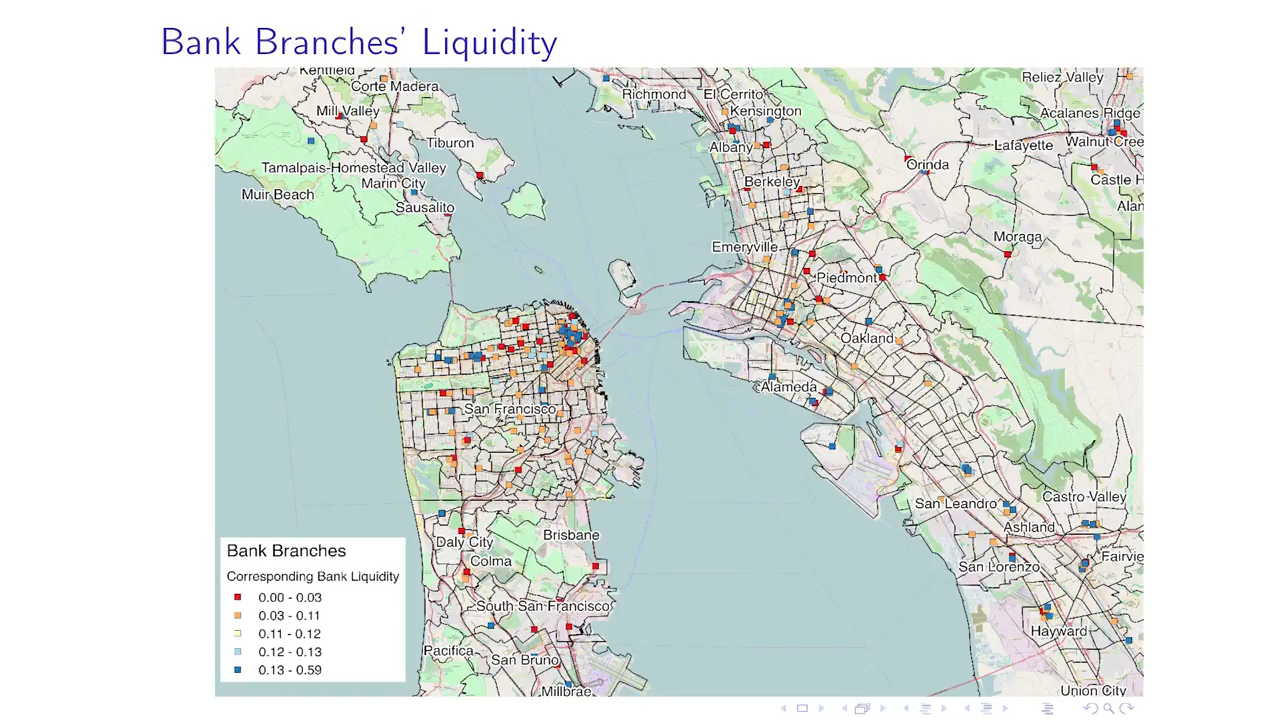 Bank Branches' Liquidity
Kentfield
Corte Madera
Mill Valley
Tiburon
Tamalpais-Homestead Valley
Marin City
Muir Beach
Sausalito
Richmond
El Cerrito
Kensington
Albany
Berkeley
Reliez Valley
Acalanes Ridge
Lafayette
Walnut Cree
Orinda
Castle H
Alan
Moraga
Emeryville
Piedmont
Oakland
Alameda
San Francisco
San Leandro
Castro Valley
Ashland
Fairvie
San Lorenzo
Hayward
Union City
Daly City
Brisbane
Colma
South San Francisco
Pacifica
San Bruno
Millbrae
Bank Branches
Corresponding Bank Liquidity
0.00 - 0.03
0.03 - 0.11
0.11 - 0.12
0.12 - 0.13
0.13 - 0.59